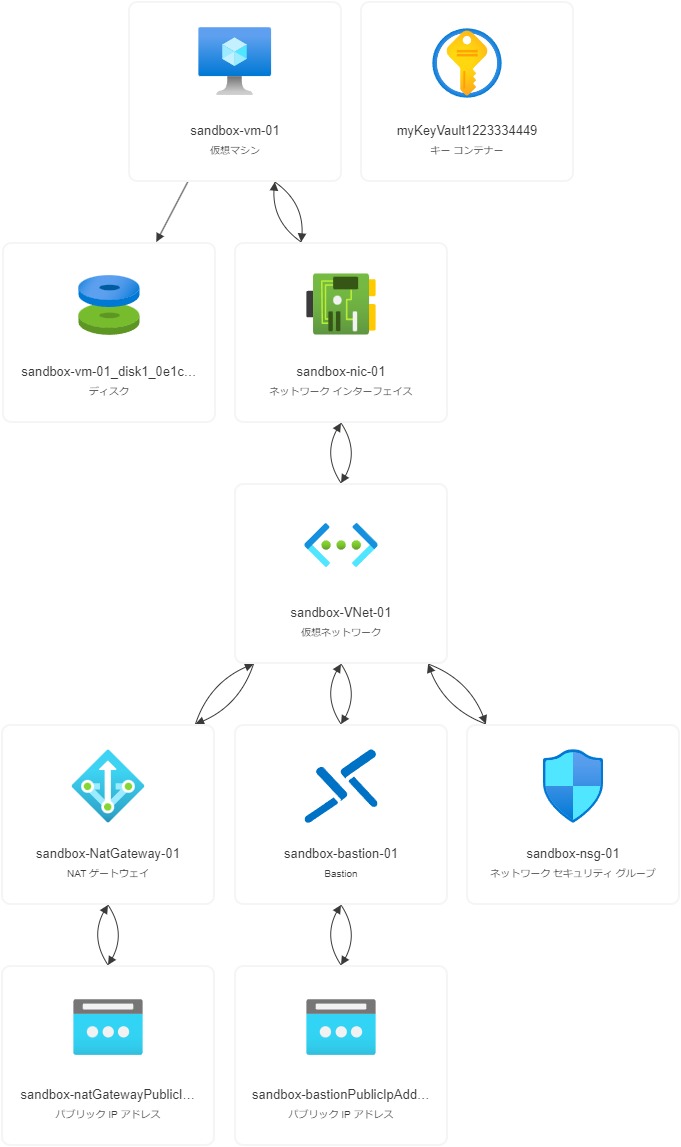 sandbox-vm-01
仮想マシン
myKeyVault1223334449
キー コンテナー
sandbox-vm-01_disk1_0e1c...
ディスク
sandbox-nic-01
ネットワーク インターフェイス
sandbox-VNet-01
仮想ネットワーク
sandbox-NatGateway-01
NAT ゲートウェイ
sandbox-bastion-01
Bastion
sandbox-nsg-01
ネットワーク セキュリティ グループ
sandbox-natGatewayPublicI...
パブリック IP アドレス
sandbox-bastionPublicIpAdd...
パブリック IP アドレス